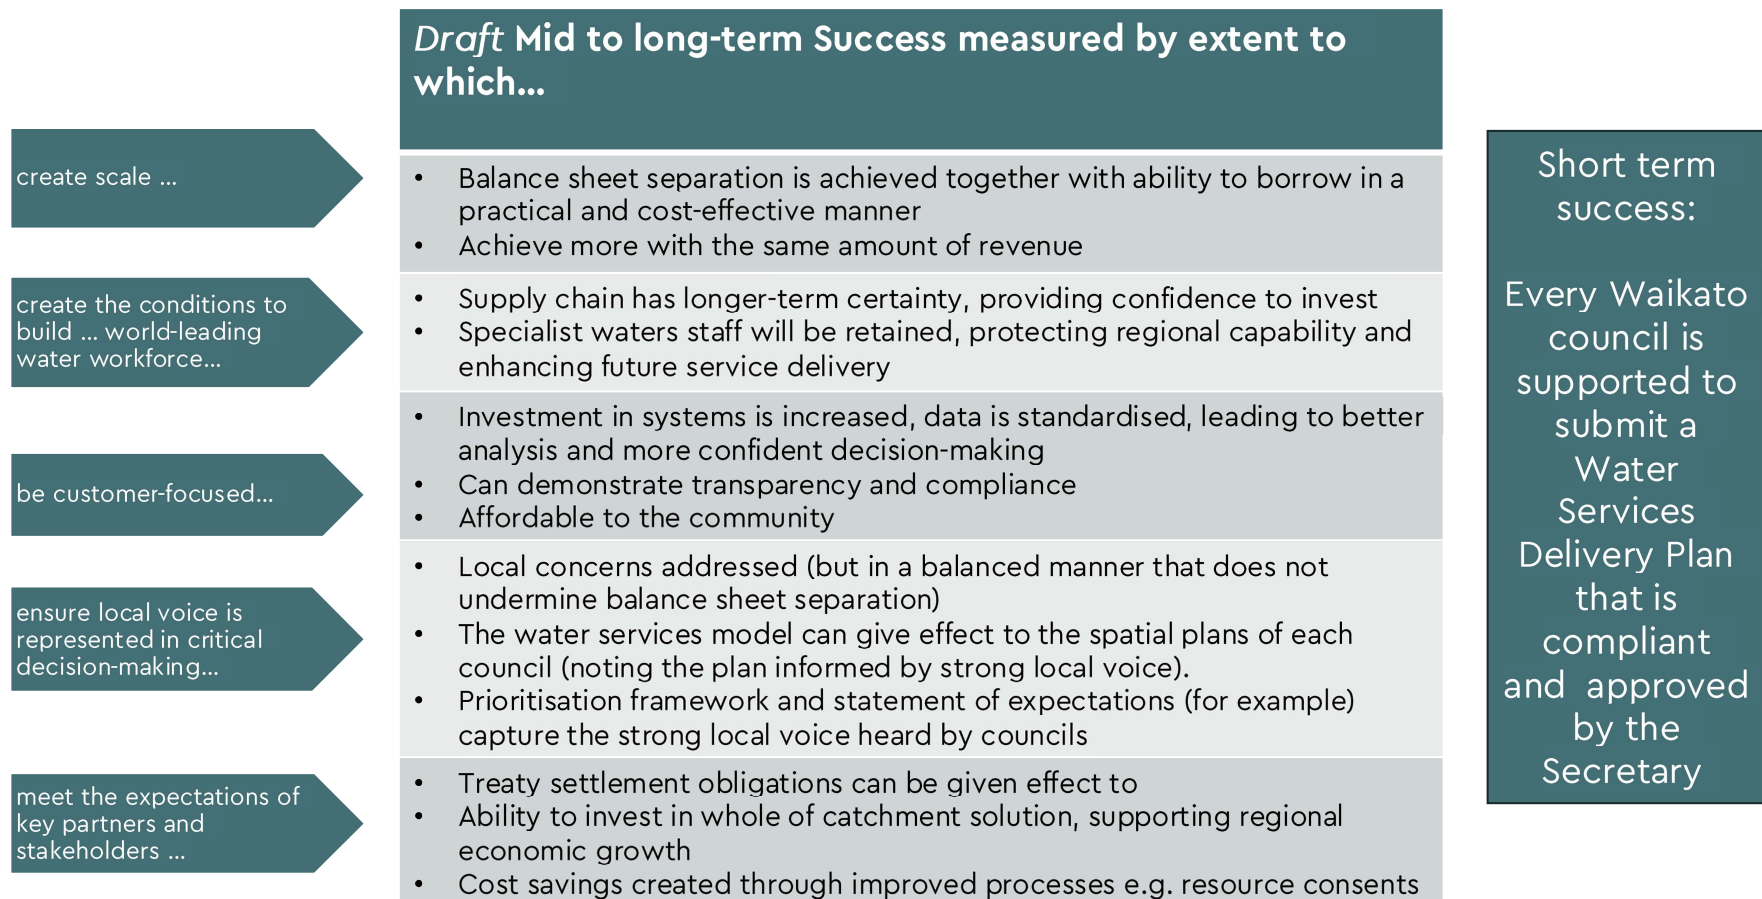 Draft Mid to long-term Success measured by extent to
which...
create scale ...
• Balance sheet separation is achieved together with ability to borrow in a
practical and cost-effective manner
• Achieve more with the same amount of revenue
create the conditions to
build ... world-leading
water workforce...
• Supply chain has longer-term certainty, providing confidence to invest
• Specialist waters staff will be retained, protecting regional capability and
enhancing future service delivery
be customer-focused...
• Investment in systems is increased, data is standardised, leading to better
analysis and more confident decision-making
• Can demonstrate transparency and compliance
• Affordable to the community
ensure local voice is
represented in critical
decision-making...
• Local concerns addressed (but in a balanced manner that does not
undermine balance sheet separation)
• The water services model can give effect to the spatial plans of each
council (noting the plan informed by strong local voice).
• Prioritisation framework and statement of expectations (for example)
capture the strong local voice heard by councils
meet the expectations of
key partners and
stakeholders ...
• Treaty settlement obligations can be given effect to
• Ability to invest in whole of catchment solution, supporting regional
economic growth
• Cost savings created through improved processes e.g. resource consents
Short term
success:
Every Waikato
council is
supported to
submit a
Water
Services
Delivery Plan
that is
compliant
and  approved
by the
Secretary